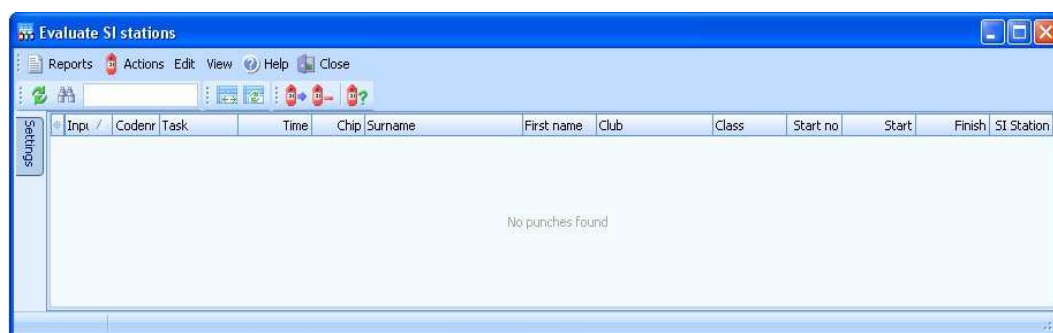 Evaluate SI stations
Reports Actions Edit View Help Close
Settings
Inpu Codenr Task Time Chip Surname First name Club Class Start no Start Finish SI Station
No punches found